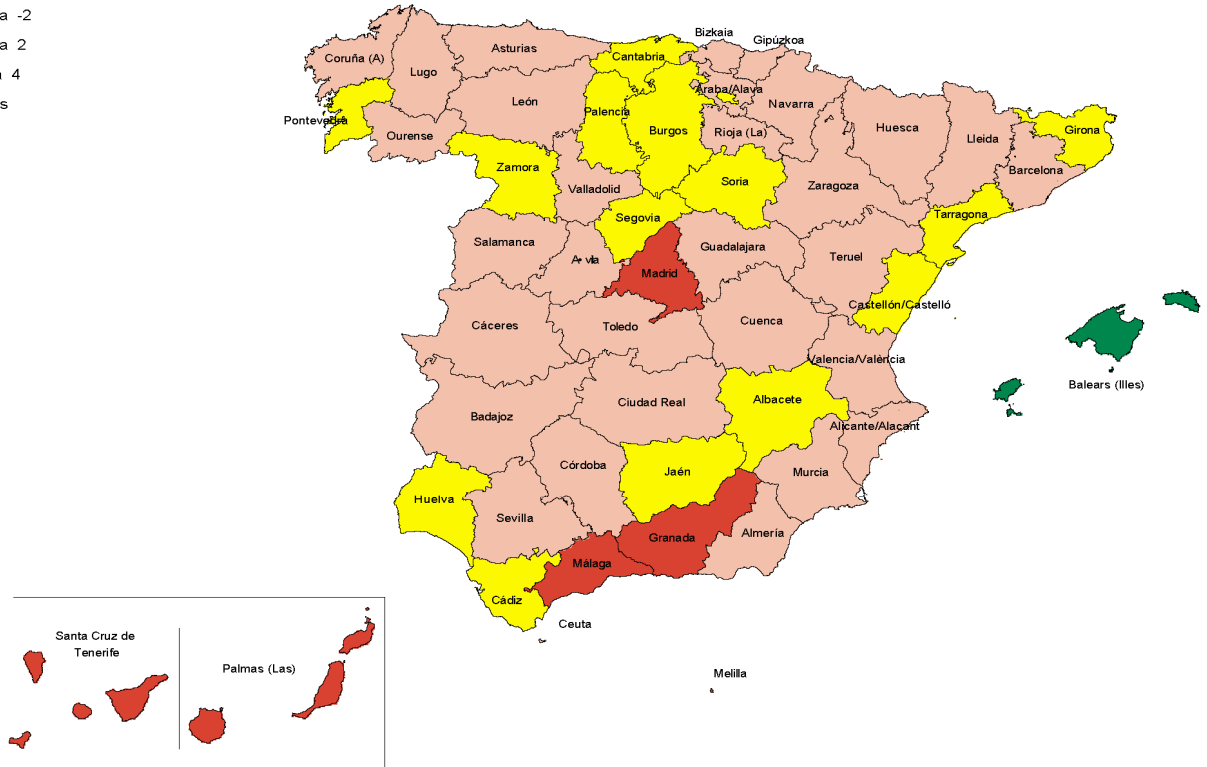 a -2
a 2
a 4
s
Bizkaia
Gipúzkoa
Asturias
Cantabria
Coruña (A)
Lugo
León
Palencia
Burgos
Araba/Alava
Navarra
Pontevedra
Ourense
Rioja (La)
Huesca
Lleida
Girona
Barcelona
Zamora
Valladolid
Soria
Zaragoza
Segovia
Tarragona
Salamanca
Avila
Madrid
Guadalajara
Teruel
Castellón/Castelló
Cáceres
Toledo
Cuenca
Valencia/València
Balears (Illes)
Badajoz
Ciudad Real
Albacete
Alicante/Alacant
Córdoba
Jaén
Murcia
Huelva
Sevilla
Granada
Almería
Málaga
Cádiz
Ceuta
Santa Cruz de
Tenerife
Palmas (Las)
Melilla